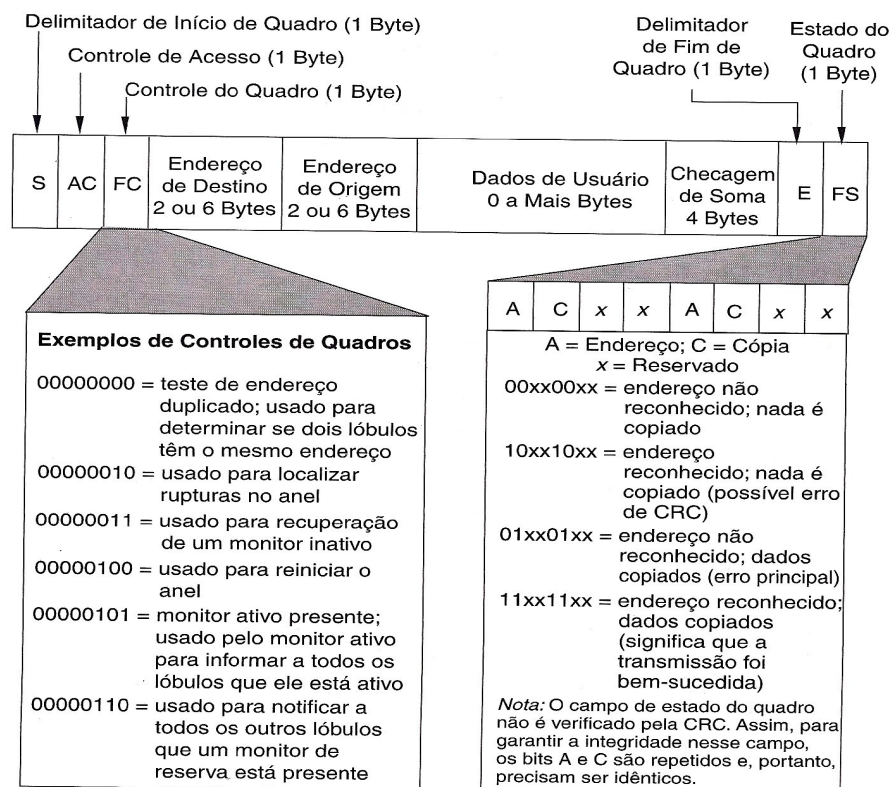 Delimitador de Início de Quadro (1 Byte)
Controle de Acesso (1 Byte)
Controle do Quadro (1 Byte)
Delimitador
de Fim de
Quadro (1 Byte)
Estado do
Quadro
(1 Byte)
S
AC
FC
Endereço
de Destino
2 ou 6 Bytes
Endereço
de Origem
2 ou 6 Bytes
Dados de Usuário
0 a Mais Bytes
Checagem
de Soma
4 Bytes
E
FS
Exemplos de Controles de Quadros
00000000 = teste de endereço
duplicado; usado para
determinar se dois lóbulos
têm o mesmo endereço
00000010 = usado para localizar
rupturas no anel
00000011 = usado para recuperação
de um monitor inativo
00000100 = usado para reiniciar o
anel
00000101 = monitor ativo presente;
usado pelo monitor ativo
para informar a todos os
lóbulos que ele está ativo
00000110 = usado para notificar a
todos os outros lóbulos
que um monitor de
reserva está presente
A C x x A C x x
A = Endereço; C = Cópia
x = Reservado
00xx00xx = endereço não
reconhecido; nada é
copiado
10xx10xx = endereço
reconhecido; nada é
copiado (possível erro
de CRC)
01xx01xx = endereço não
reconhecido; dados
copiados (erro principal)
11xx11xx = endereço reconhecido;
dados copiados
(significa que a
transmissão foi
bem-sucedida)
Nota: O campo de estado do quadro
não é verificado pela CRC. Assim, para
garantir a integridade nesse campo,
os bits A e C são repetidos e, portanto,
precisam ser idênticos.